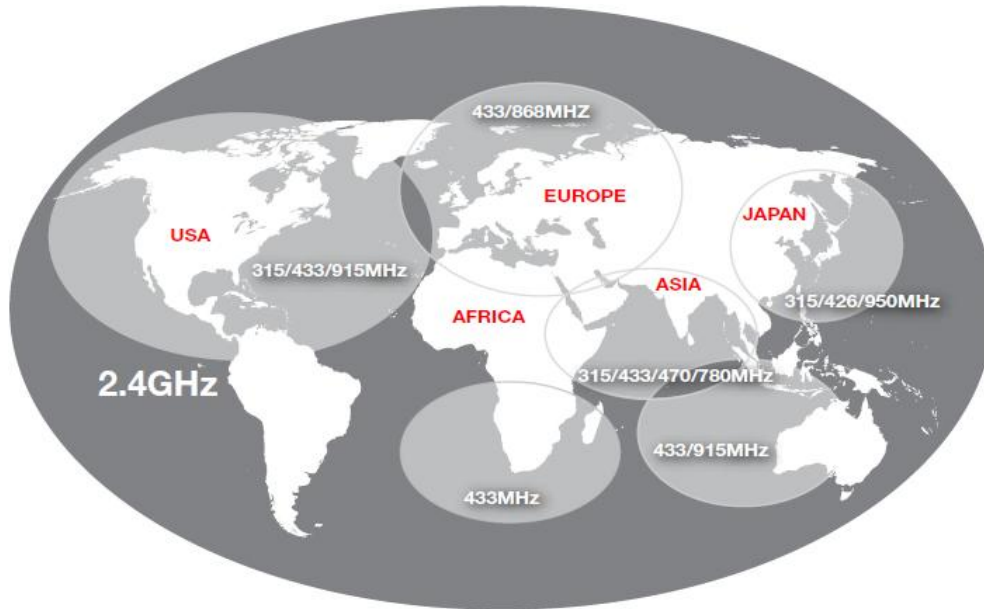 433/868MHZ
EUROPE
JAPAN
USA
315/433/915MHz
ASIA
315/426/950MHz
AFRICA
2.4GHz
315/433/470/780MHz
433/915MHz
433MHz